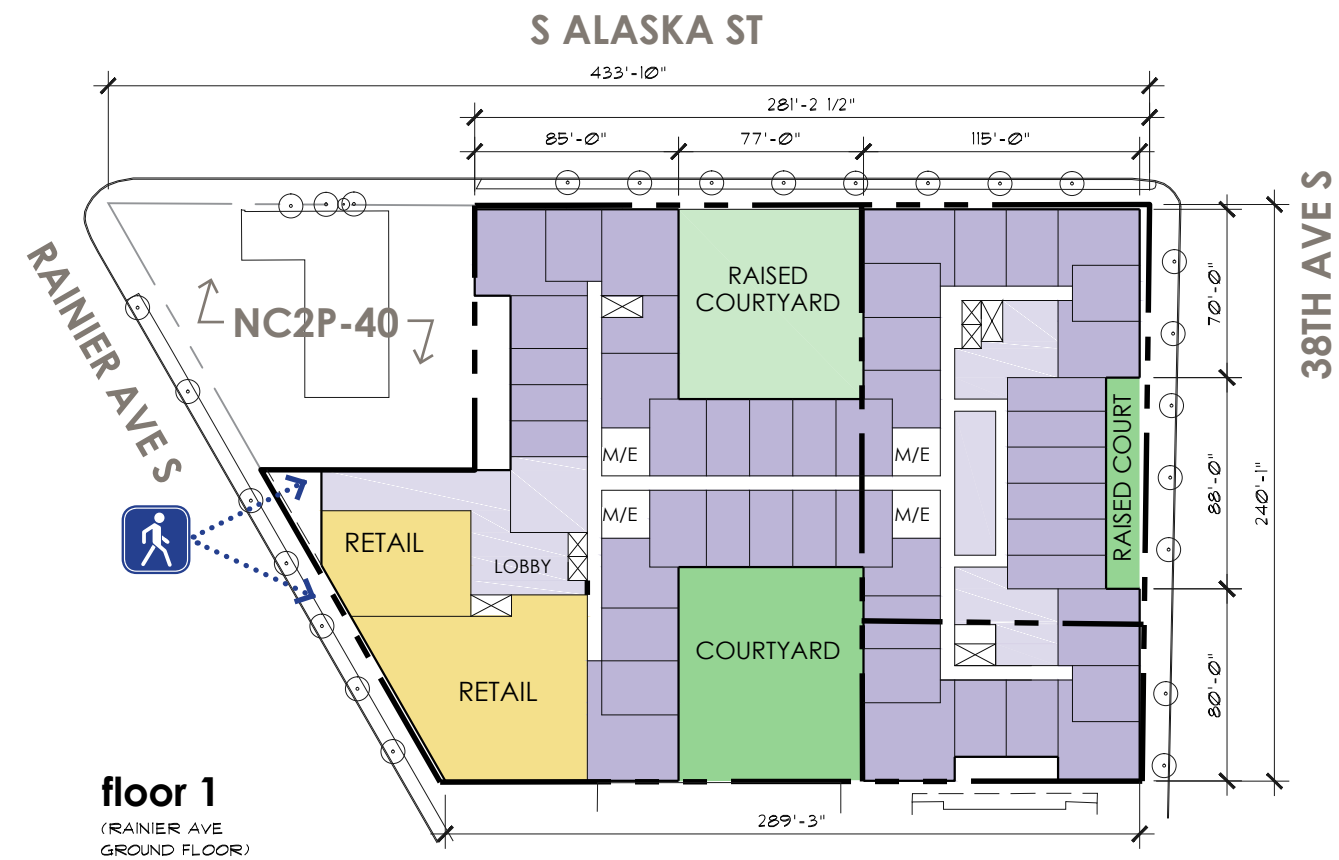 S ALASKA ST
433'-10"
281'-2 1/2"
85'-0"
77'-0"
115'-0"
38TH AVE S
RAINIER AVE S
NC2P-40
RAISED
COURTYARD
70'-0"
RAISED COURT
88'-0"
240'-1"
M/E
M/E
M/E
M/E
RETAIL
LOBBY
COURTYARD
RETAIL
80'-0"
floor 1
(RAINIER AVE
GROUND FLOOR)
289'-3"